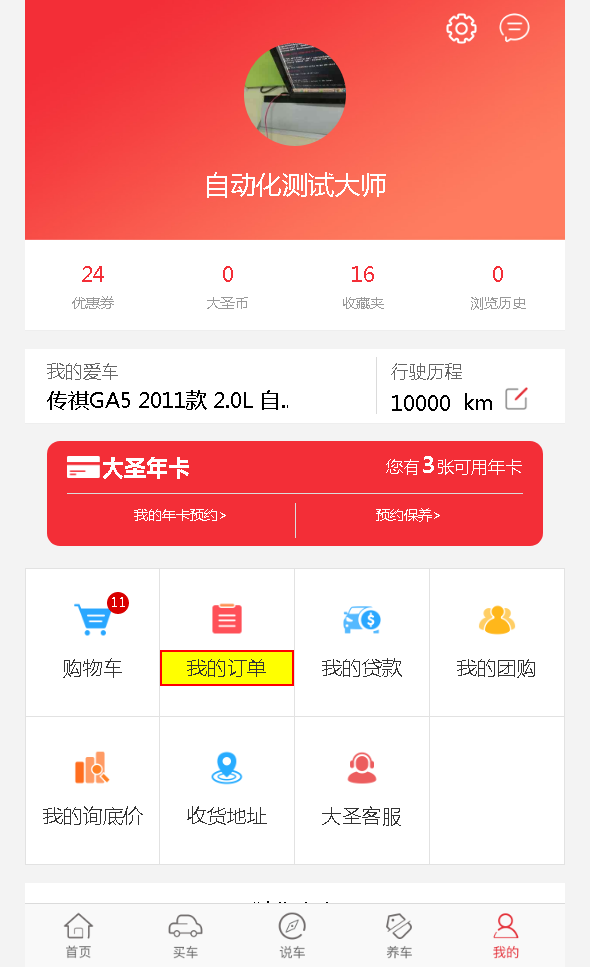 自动化测试大师
24 0 16 0
优惠券 大圣币 收藏夹 浏览历史
我的爱车 行驶历程
传祺GA5 2011款 2.0L 自.. 10000 km
大圣年卡 您有3张可用年卡
我的年卡预约> 预约保养>
11
购物车 我的订单 我的贷款 我的团购
我的询底价 收货地址 大圣客服
首页 买车 说车 养车 我的